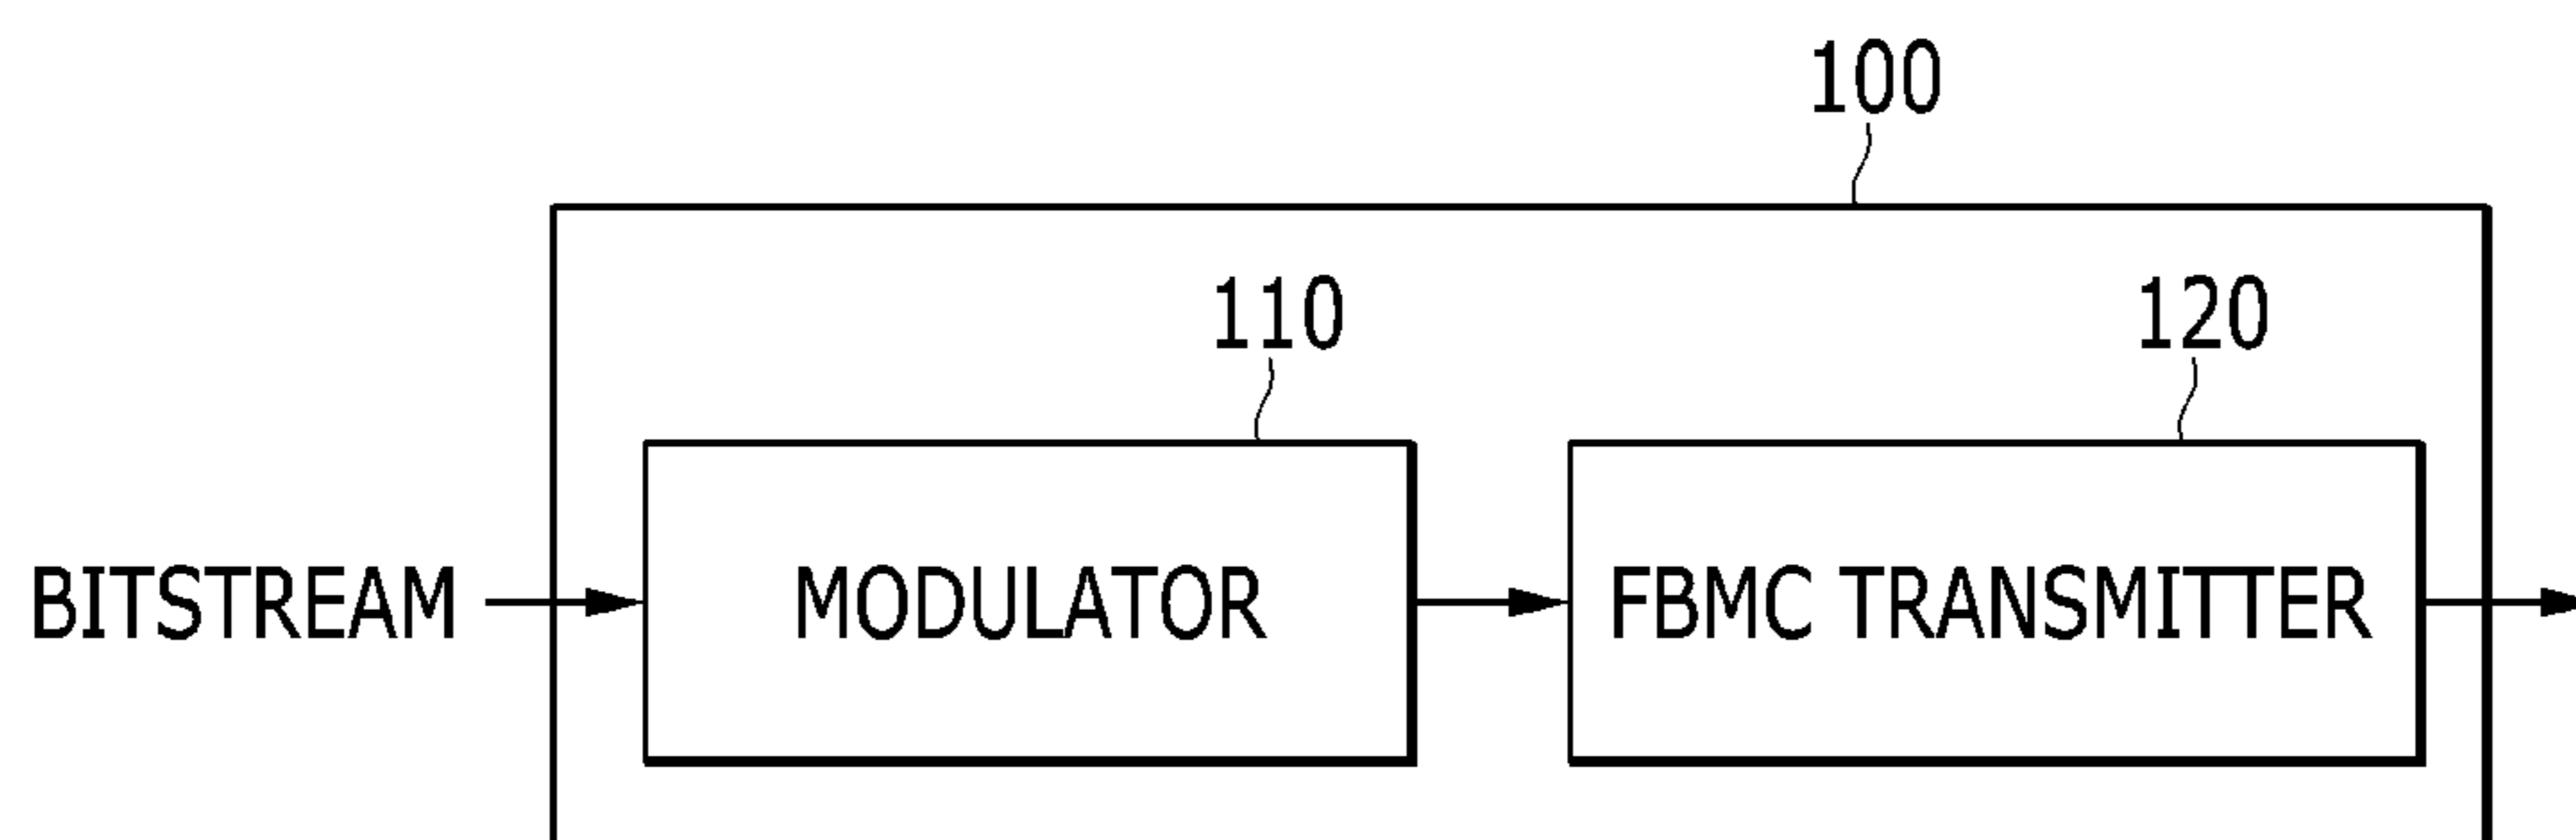 100
110
120
BITSTREAM
MODULATOR
FBMC TRANSMITTER